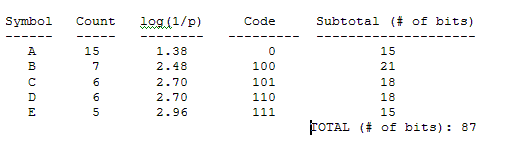 Symbol Count log(1/p) Code Subtotal (# of bits)
------ ----- -------- ------ --------------------
A 15 1.38 0 15
B 7 2.48 100 21
C 6 2.70 101 18
D 6 2.70 110 18
E 5 2.96 111 15
TOTAL (# of bits): 87